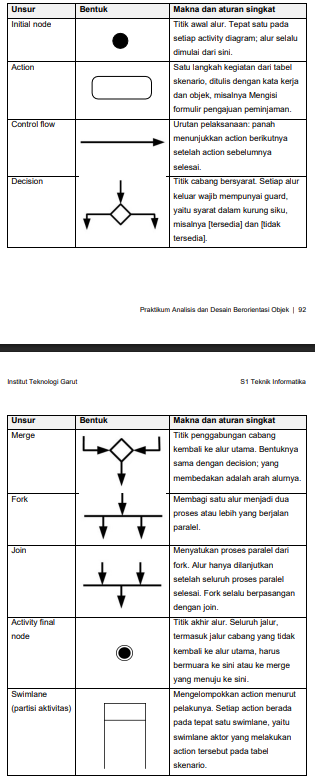 Unsur Bentuk Makna dan aturan singkat
Initial node
Titik awal alur. Tepat satu pada
setiap activity diagram; alur selalu
dimulai dari sini.
Action
Satu langkah kegiatan dari tabel
skenario, ditulis dengan kata kerja
dan objek, misalnya Mengisi
formulir pengajuan peminjaman.
Control flow
Urutan pelaksanaan: panah
menunjukkan action berikutnya
setelah action sebelumnya
selesai.
Decision
Titik cabang bersyarat. Setiap alur
keluar wajib mempunyai guard,
yaitu syarat dalam kurung siku,
misalnya [tersedia] dan [tidak
tersedia].
Praktikum Analisis dan Desain Berorientasi Objek | 92
Institut Teknologi Garut S1 Teknik Informatika
Unsur Bentuk Makna dan aturan singkat
Merge
Titik penggabungan cabang
kembali ke alur utama. Bentuknya
sama dengan decision; yang
membedakan adalah arah alurnya.
Fork
Membagi satu alur menjadi dua
proses atau lebih yang berjalan
paralel.
Join
Menyatukan proses paralel dari
fork. Alur hanya dilanjutkan
setelah seluruh proses paralel
selesai. Fork selalu berpasangan
dengan join.
Activity final
node
Titik akhir alur. Seluruh jalur,
termasuk jalur cabang yang tidak
kembali ke alur utama, harus
bermuara ke sini atau ke merge
yang menuju ke sini.
Swimlane
(partisi aktivitas)
Mengelompokkan action menurut
pelakunya. Setiap action berada
pada tepat satu swimlane, yaitu
swimlane aktor yang melakukan
action tersebut pada tabel
skenario.